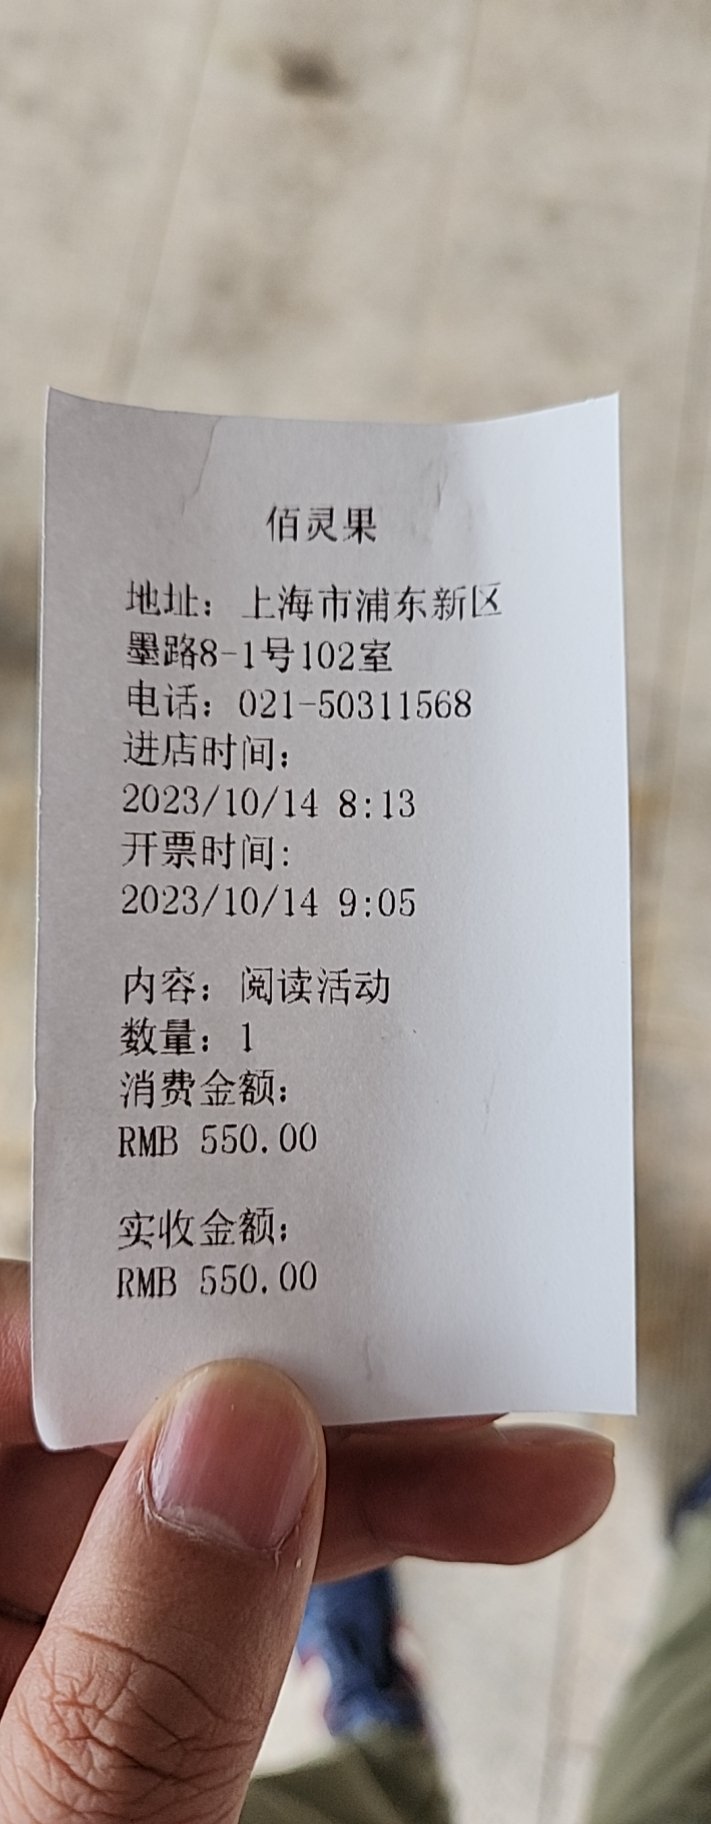 佰灵果
地址：上海市浦东新区
墨路8-1号102室
电话：021-50311568
进店时间：
2023/10/14 8:13
开票时间：
2023/10/14 9:05
内容：阅读活动
数量：1
消费金额：
RMB 550.00
实收金额：
RMB 550.00